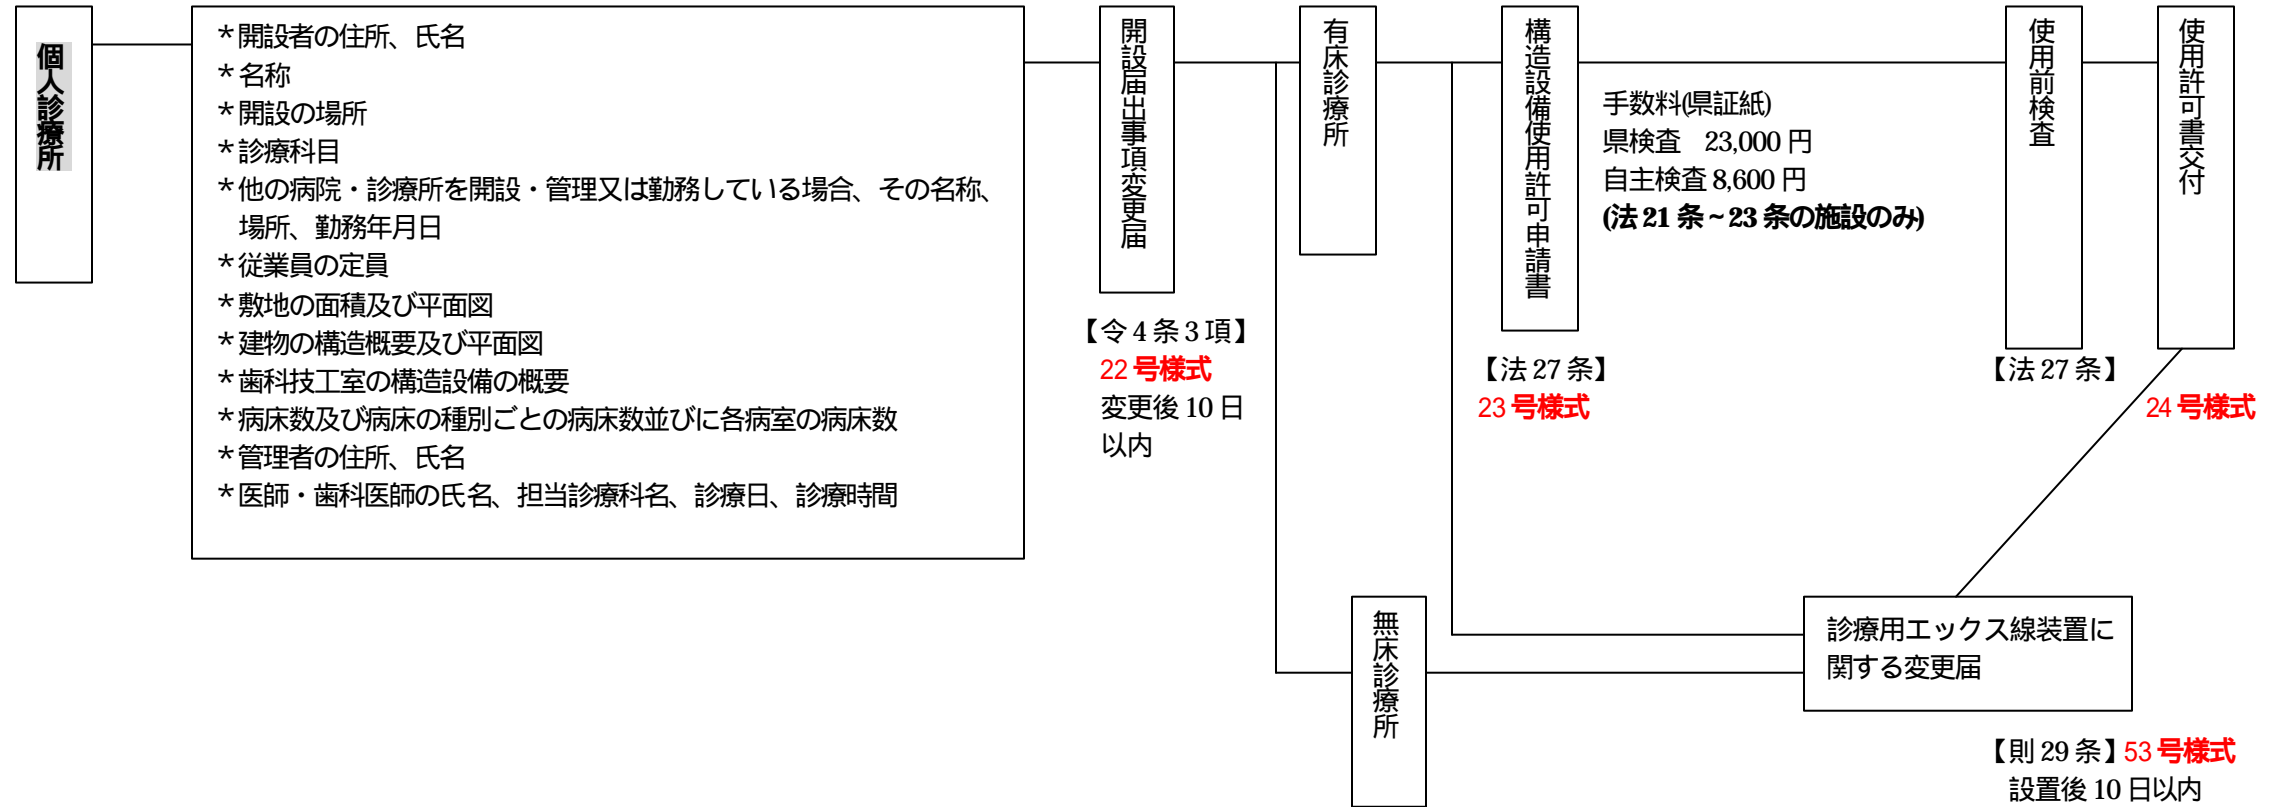 個人診療所
*開設者の住所、氏名
*名称
*開設の場所
*診療科目
*他の病院・診療所を開設・管理又は勤務している場合、その名称、
場所、勤務年月日
*従業員の定員
*敷地の面積及び平面図
*建物の構造概要及び平面図
*歯科技工室の構造設備の概要
*病床数及び病床の種別ごとの病床数並びに各病室の病床数
*管理者の住所、氏名
*医師・歯科医師の氏名、担当診療科名、診療日、診療時間
開設届出事項変更届
【令4条3項】
22号様式
変更後10日
以内
有床診療所
構造設備使用許可申請書
【法27条】
23号様式
手数料(県証紙)
県検査 23,000円
自主検査8,600円
(法21条~23条の施設のみ)
使用前検査
【法27条】
使用許可書交付
24号様式
無床診療所
診療用エックス線装置に
関する変更届
【則29条】53号様式
設置後10日以内